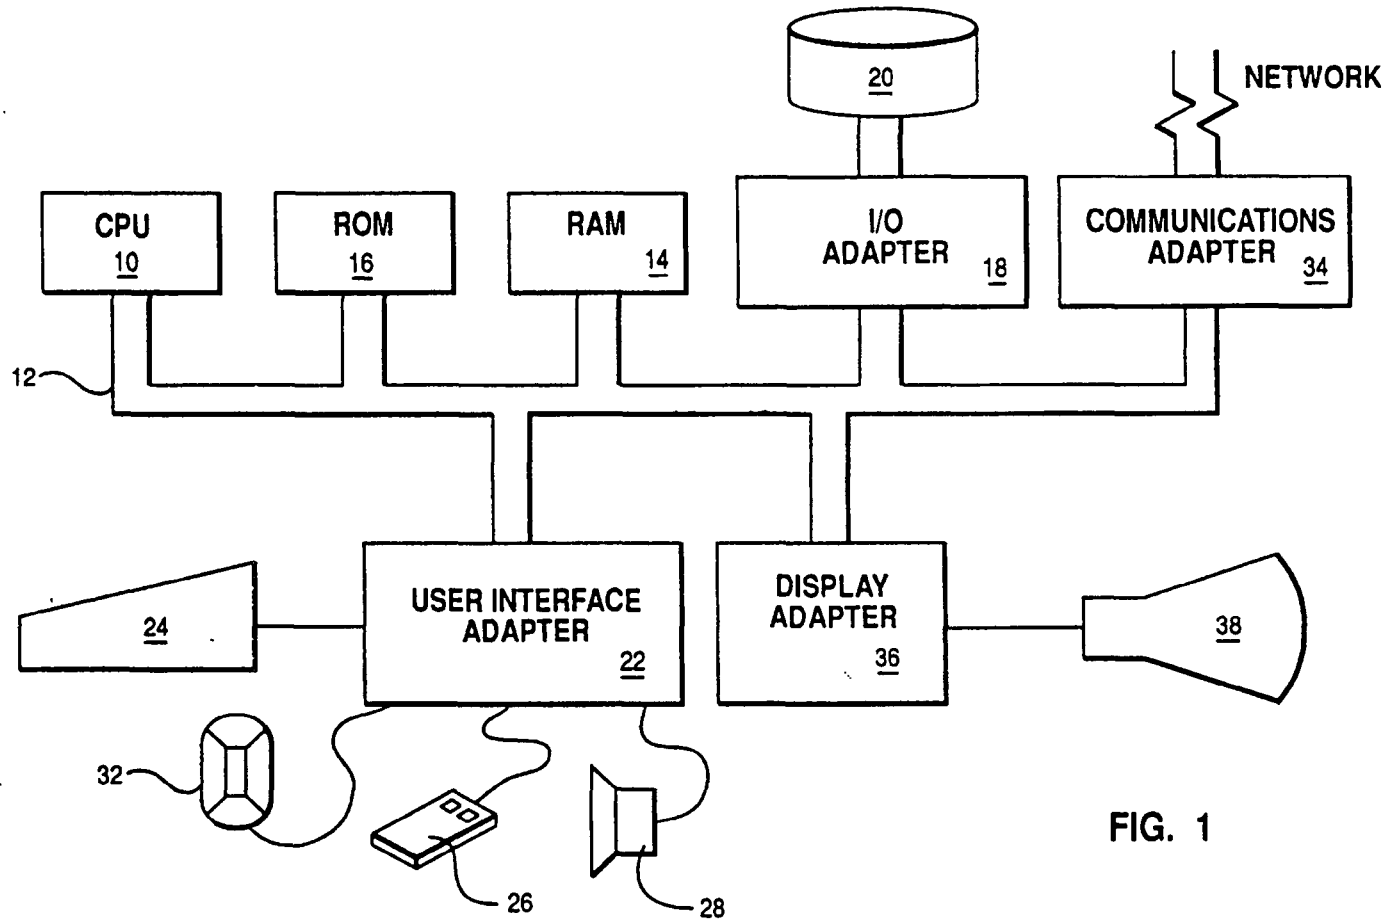 20
NETWORK
CPU
10
ROM
16
RAM
14
I/O
ADAPTER
18
COMMUNICATIONS
ADAPTER
34
12
24
USER INTERFACE
ADAPTER
22
DISPLAY
ADAPTER
36
38
32
26
28
FIG. 1